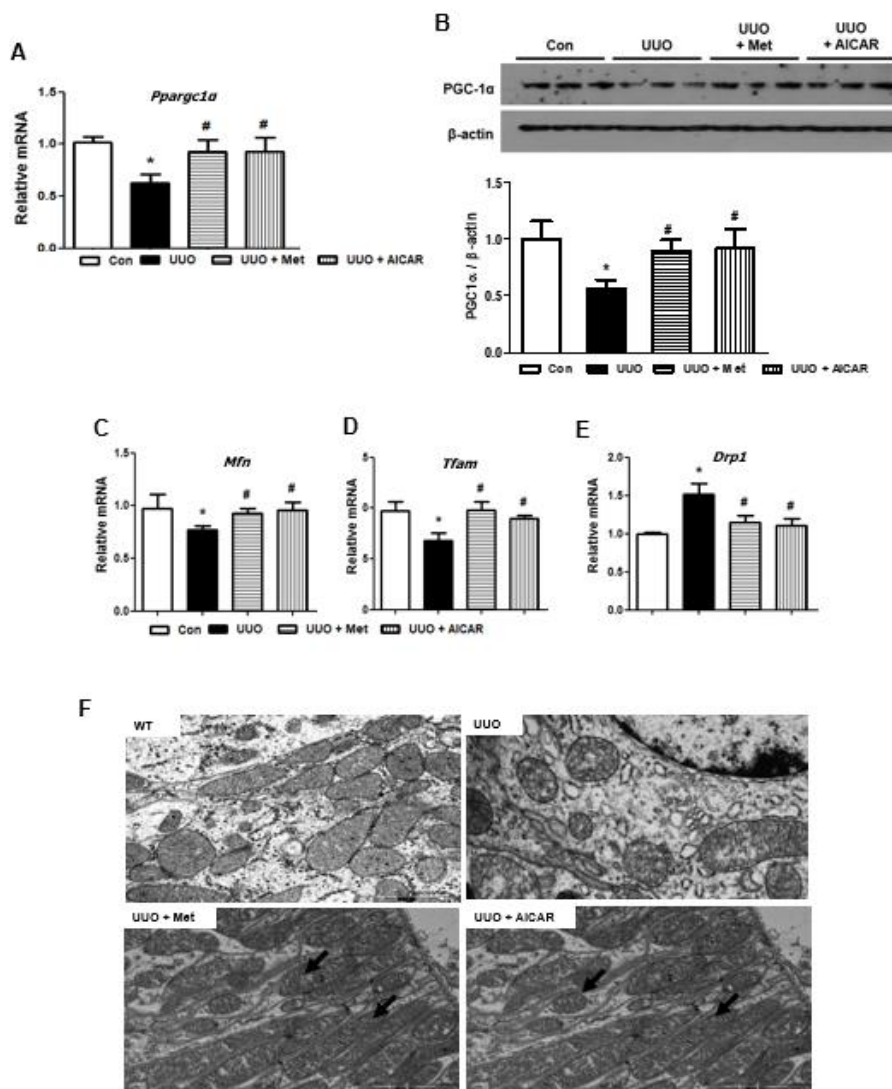 A
Ppargc1α
Relative mRNA
1.5
1.0
0.5
0.0
*
#
#
Con UUO UUO + Met UUO + AICAR
B
Con UUO UUO + Met UUO + AICAR
PGC-1α
β-actin
PGC1α / β-actin
1.5
1.0
0.5
0.0
*
#
#
Con UUO UUO + Met UUO + AICAR
C
Mfn
Relative mRNA
1.5
1.0
0.5
0.0
*
#
#
D
Tfam
Relative mRNA
.5
.0
.5
.0
*
#
#
E
Drp1
Relative mRNA
2.0
1.5
1.0
0.5
0.0
*
#
#
Con UUO UUO + Met UUO + AICAR
F
WT
UUO
UUO + Met
UUO + AICAR